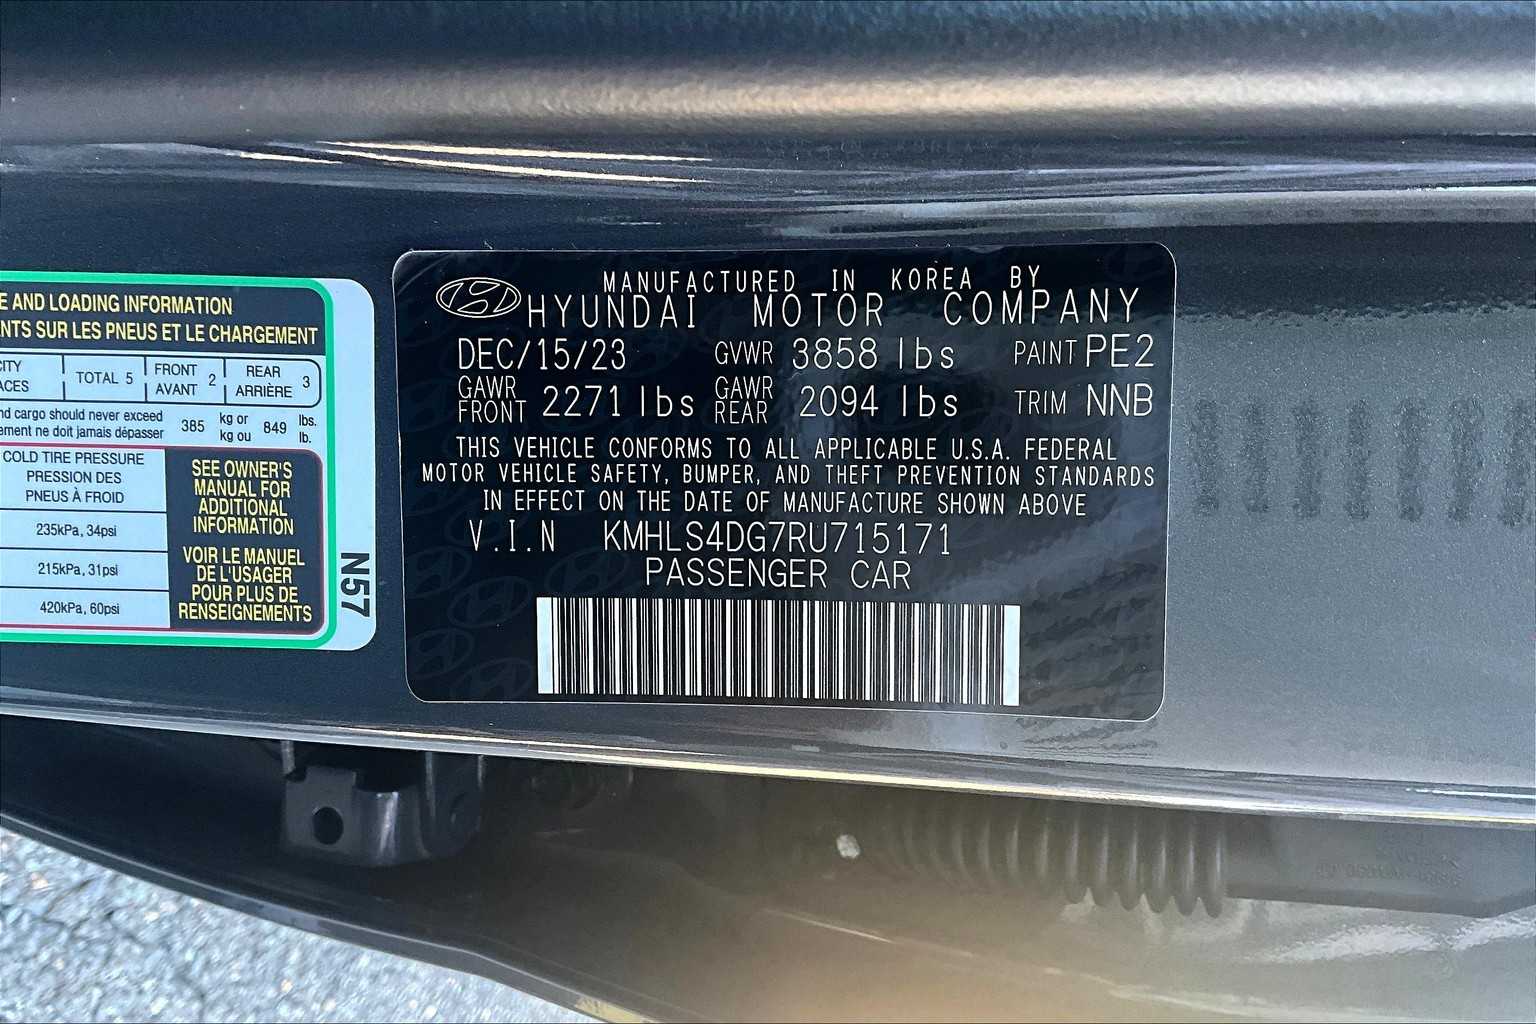 E AND LOADING INFORMATION
NTS SUR LES PNEUS ET LE CHARGEMENT
CITY
ACES
TOTAL 5
FRONT
AVANT
2
REAR
ARRIÈRE
3
nd cargo should never exceed
ement ne doit jamais dépasser
385
kg or
kg ou
849
lbs.
lb.
COLD TIRE PRESSURE
PRESSION DES
PNEUS À FROID
235kPa, 34psi
215kPa, 31psi
420kPa, 60psi
SEE OWNER'S
MANUAL FOR
ADDITIONAL
INFORMATION
VOIR LE MANUEL
DE L'USAGER
POUR PLUS DE
RENSEIGNEMENTS
N57
MANUFACTURED IN KOREA BY
HYUNDAI MOTOR COMPANY
DEC/15/23 GVWR 3858 lbs PAINT PE2
GAWR FRONT 2271 lbs GAWR REAR 2094 lbs TRIM NNB
THIS VEHICLE CONFORMS TO ALL APPLICABLE U.S.A. FEDERAL
MOTOR VEHICLE SAFETY, BUMPER, AND THEFT PREVENTION STANDARDS
IN EFFECT ON THE DATE OF MANUFACTURE SHOWN ABOVE
V.I.N KMHLS4DG7RU715171
PASSENGER CAR